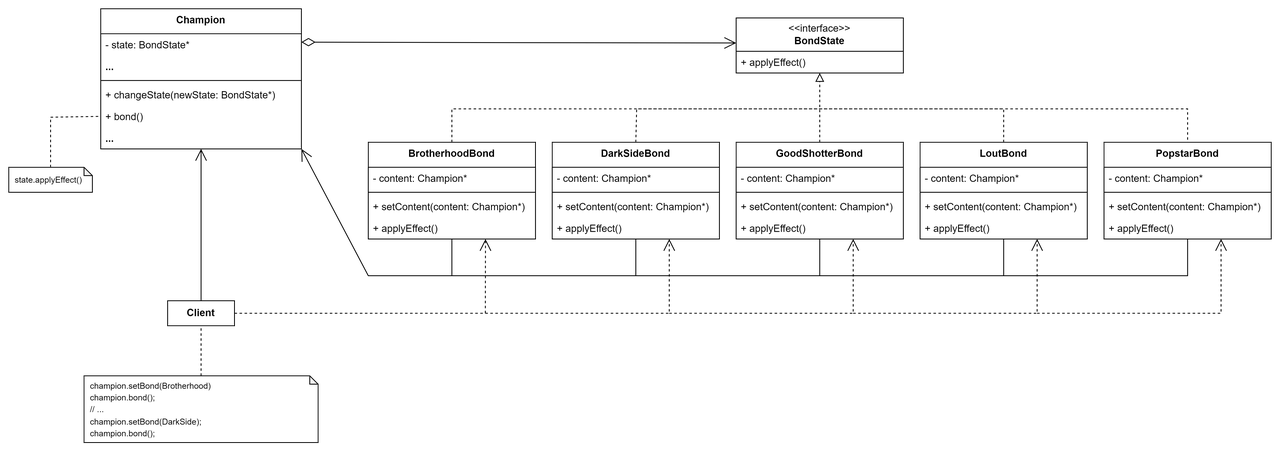 Champion
- state: BondState*
...
+ changeState(newState: BondState*)
+ bond()
...
state.applyEffect()
<<interface>>
BondState
+ applyEffect()
BrotherhoodBond
- content: Champion*
+ setContent(content: Champion*)
+ applyEffect()
DarkSideBond
- content: Champion*
+ setContent(content: Champion*)
+ applyEffect()
GoodShotterBond
- content: Champion*
+ setContent(content: Champion*)
+ applyEffect()
LoutBond
- content: Champion*
+ setContent(content: Champion*)
+ applyEffect()
PopstarBond
- content: Champion*
+ setContent(content: Champion*)
+ applyEffect()
Client
champion.setBond(Brotherhood)
champion.bond();
// ...
champion.setBond(DarkSide);
champion.bond();